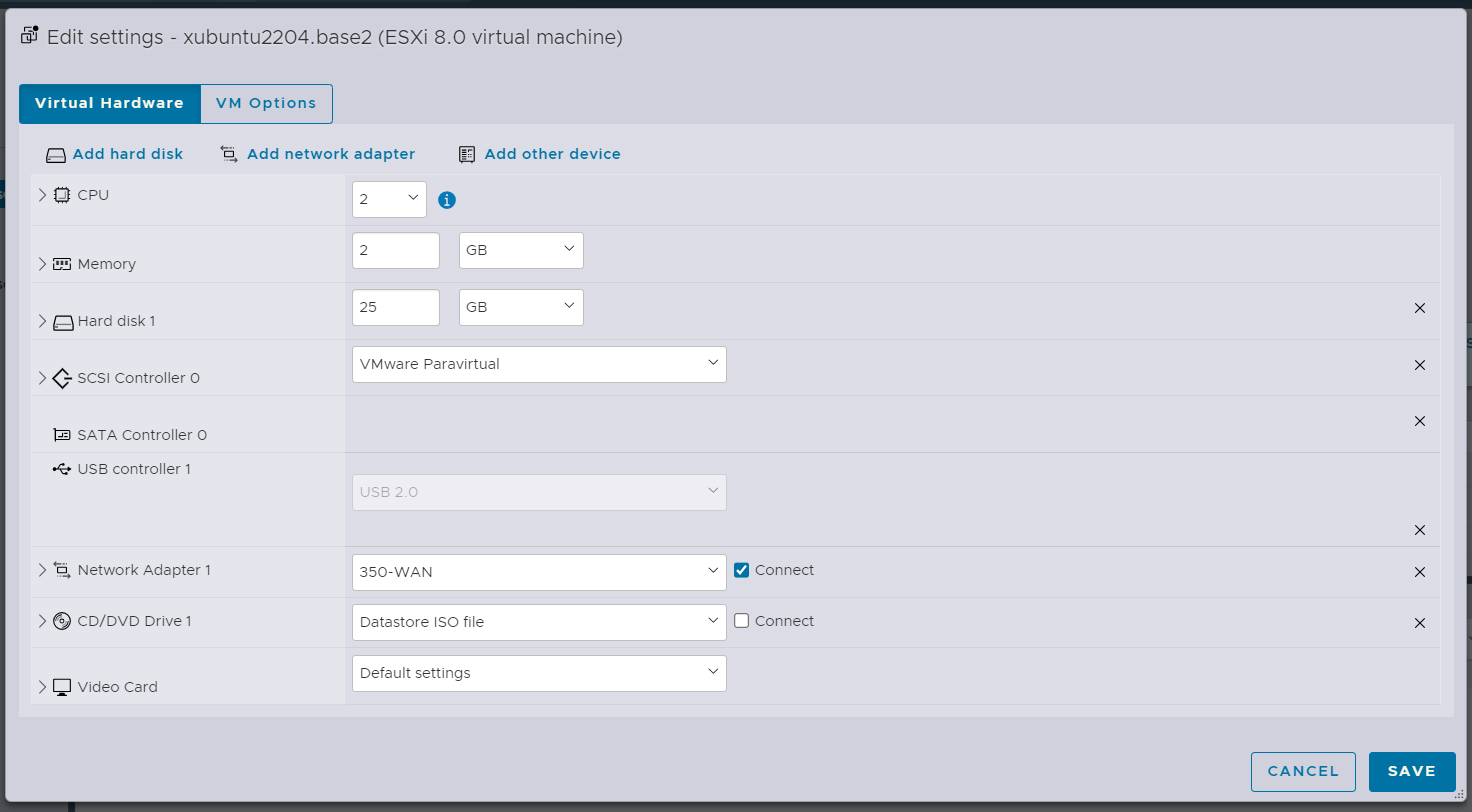 Edit settings - xubuntu2204.base2 (ESXi 8.0 virtual machine)
Virtual Hardware VM Options
Add hard disk Add network adapter Add other device
CPU 2
Memory 2 GB
Hard disk 1 25 GB
SCSI Controller 0 VMware Paravirtual
SATA Controller 0
USB controller 1
USB 2.0
Network Adapter 1 350-WAN Connect
CD/DVD Drive 1 Datastore ISO file Connect
Video Card Default settings
CANCEL SAVE